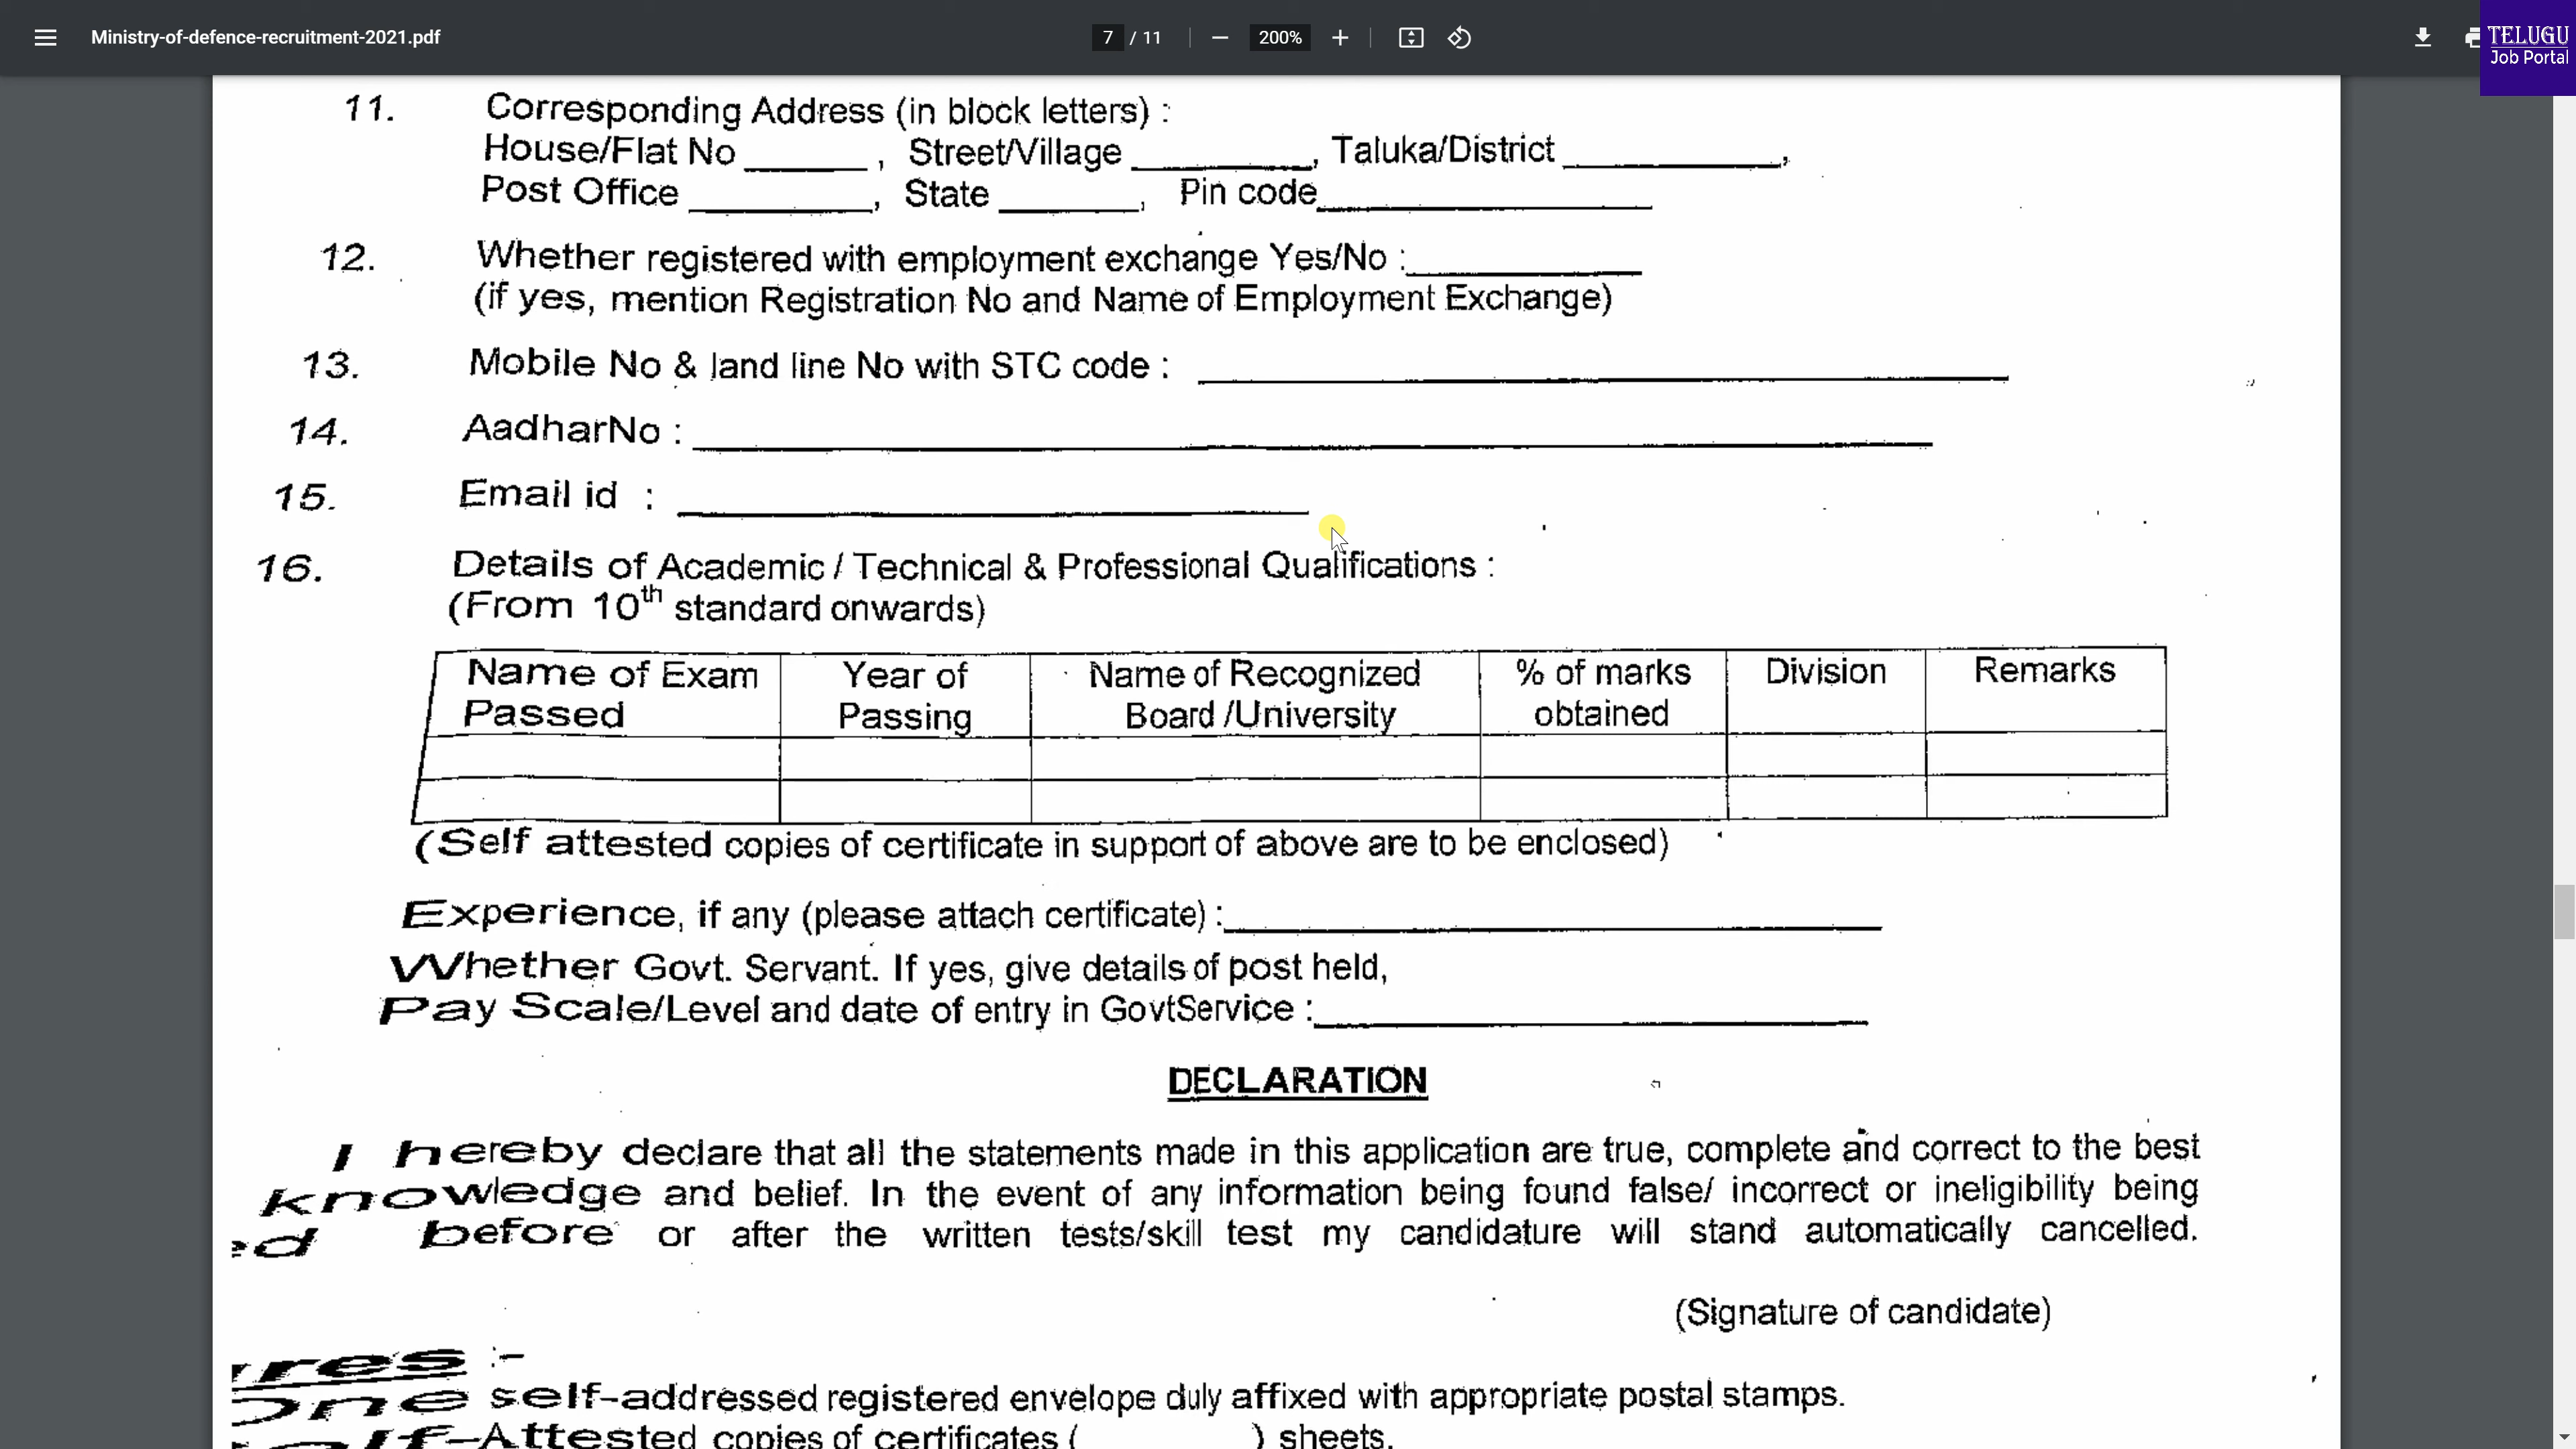 Ministry-of-defence-recruitment-2021.pdf
7 / 11
200%
TELUGU
Job Portal
11. Corresponding Address (in block letters) :
House/Flat No ______ , Street/Village _________, Taluka/District ___________,
Post Office _________, State _______, Pin code________________
12. Whether registered with employment exchange Yes/No :____________
(if yes, mention Registration No and Name of Employment Exchange)
13. Mobile No & land line No with STC code : ____________________
14. AadharNo : ____________________
15. Email id : ____________________
16. Details of Academic / Technical & Professional Qualifications :
(From 10th standard onwards)
Name of Exam Passed
Year of Passing
Name of Recognized Board /University
% of marks obtained
Division
Remarks
(Self attested copies of certificate in support of above are to be enclosed)
Experience, if any (please attach certificate) :____________________
Whether Govt. Servant. If yes, give details of post held,
Pay Scale/Level and date of entry in GovtService :____________________
DECLARATION
I hereby declare that all the statements made in this application are true, complete and correct to the best
knowledge and belief. In the event of any information being found false/ incorrect or ineligibility being
before or after the written tests/skill test my candidature will stand automatically cancelled.
(Signature of candidate)
One self-addressed registered envelope duly affixed with appropriate postal stamps.
-Attested copies of certificates ( ) sheets.